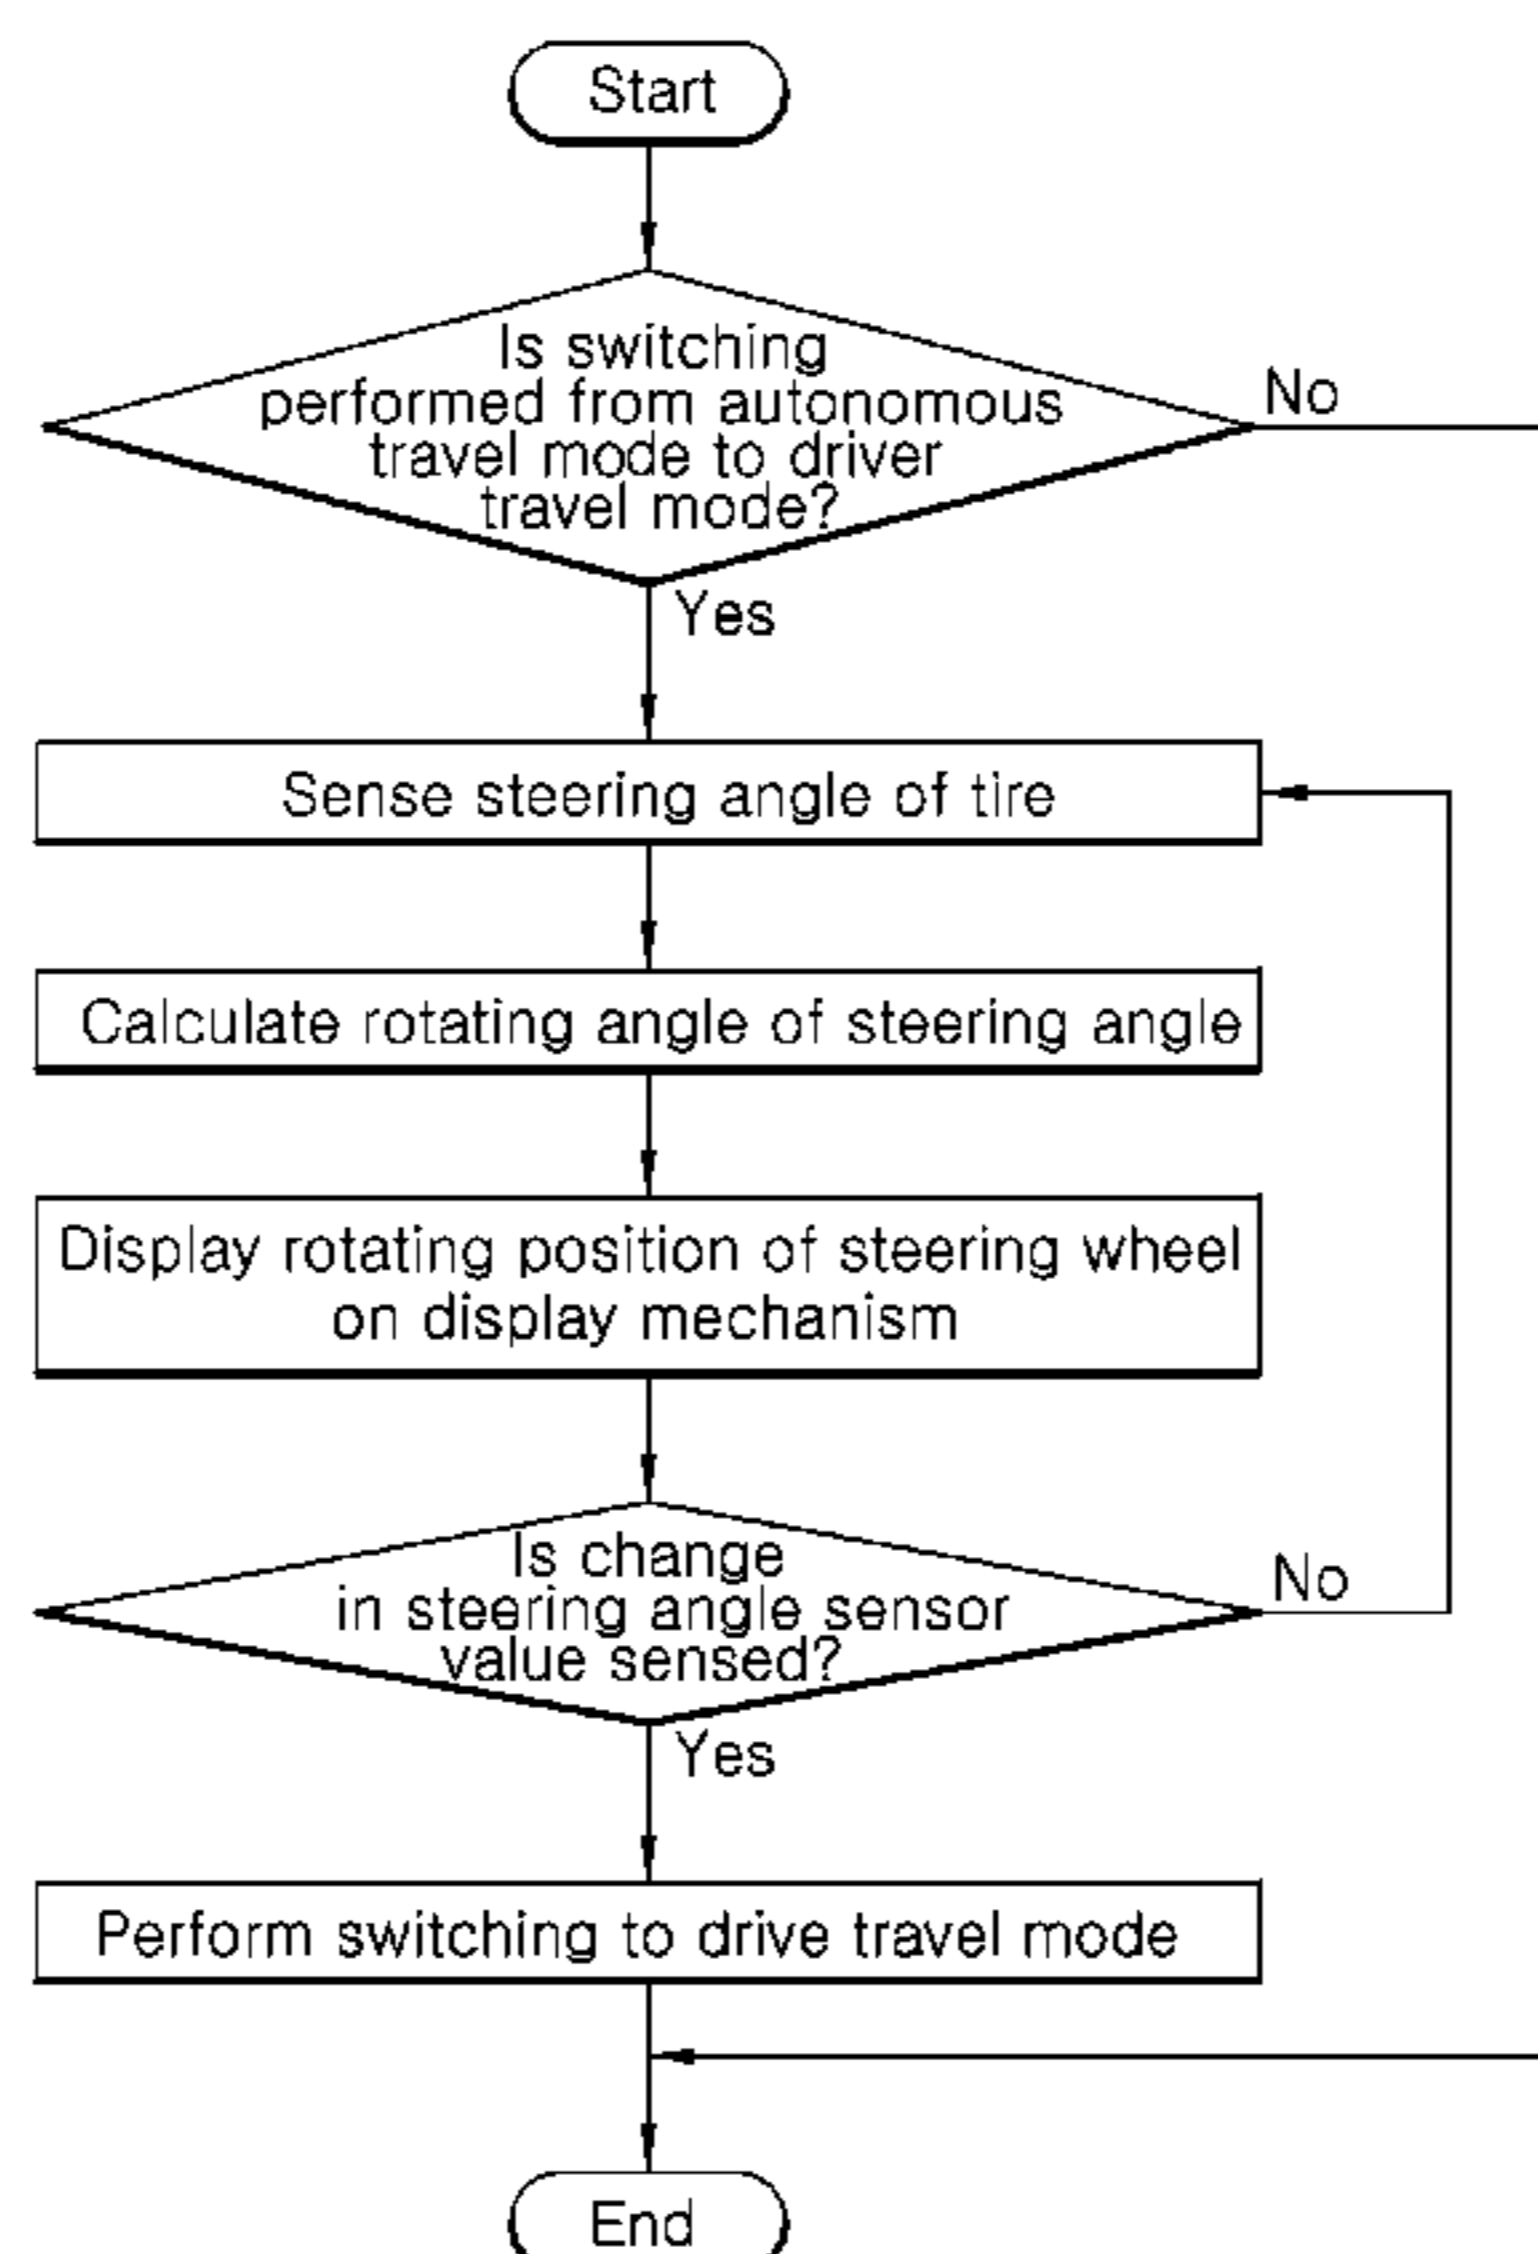 Start
Is switching
performed from autonomous
travel mode to driver
travel mode?
No
Yes
Sense steering angle of tire
Calculate rotating angle of steering angle
Display rotating position of steering wheel
on display mechanism
Is change
in steering angle sensor
value sensed?
No
Yes
Perform switching to drive travel mode
End